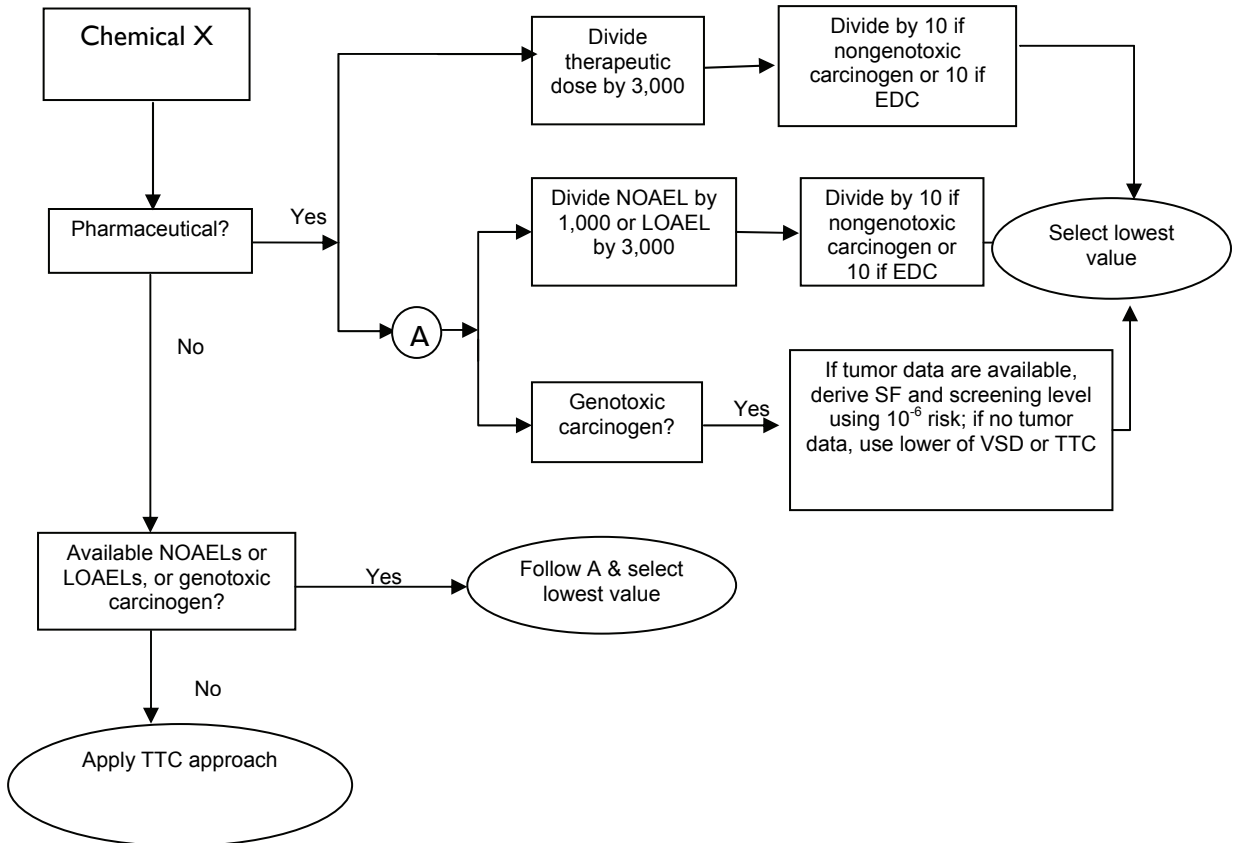 Chemical X
Divide
therapeutic
dose by 3,000
Divide by 10 if
nongenotoxic
carcinogen or 10 if
EDC
Pharmaceutical?
Yes
Divide NOAEL by
1,000 or LOAEL
by 3,000
Divide by 10 if
nongenotoxic
carcinogen or
10 if EDC
Select lowest
value
A
No
Genotoxic
carcinogen?
Yes
If tumor data are available,
derive SF and screening level
using 10⁻⁶ risk; if no tumor
data, use lower of VSD or TTC
Available NOAELs or
LOAELs, or genotoxic
carcinogen?
Yes
Follow A & select
lowest value
No
Apply TTC approach